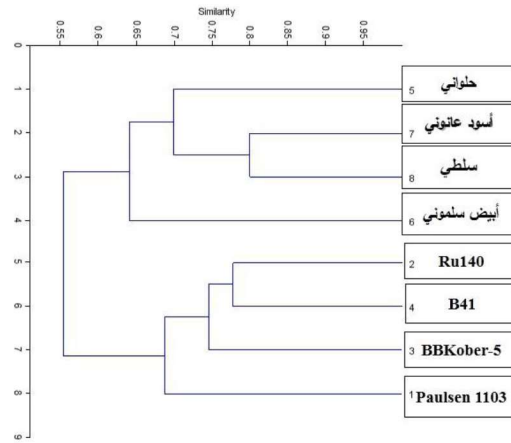 Similarity
0.55 0.6 0.65 0.7 0.75 0.8 0.85 0.9 0.95
0
1
2
3
4
5
6
7
8
9
5 حلواني
7 أسود عانوني
8 سلطي
6 أبيض سلموني
2 Ru140
4 B41
3 BBKober-5
1 Paulsen 1103